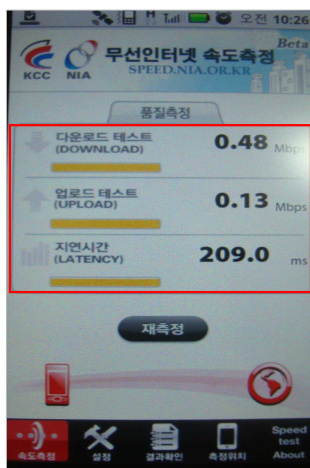 H
오전 10:26
KCC
NIA
Beta
무선인터넷 속도측정
SPEED.NIA.OR.KR
품질측정
다운로드 테스트
(DOWNLOAD)
0.48 Mbps
업로드 테스트
(UPLOAD)
0.13 Mbps
지연시간
(LATENCY)
209.0 ms
재측정
속도측정
설정
결과확인
측정위치
Speed
test
About